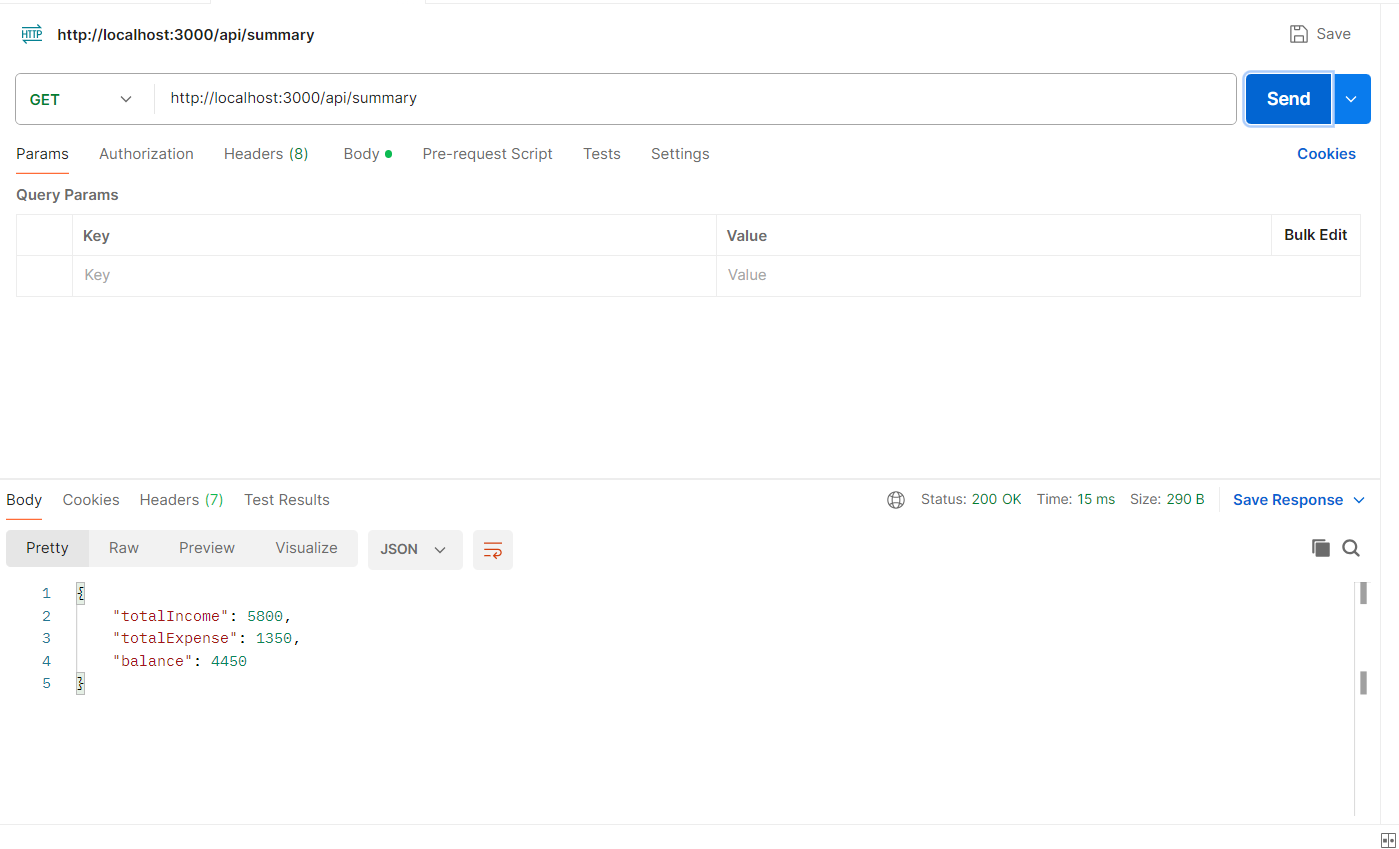 HTTP http://localhost:3000/api/summary Save
GET http://localhost:3000/api/summary Send
Params Authorization Headers (8) Body Pre-request Script Tests Settings Cookies
Query Params
Key Value Bulk Edit
Key Value
Body Cookies Headers (7) Test Results Status: 200 OK Time: 15 ms Size: 290 B Save Response
Pretty Raw Preview Visualize JSON
1 {
2 "totalIncome": 5800,
3 "totalExpense": 1350,
4 "balance": 4450
5 }